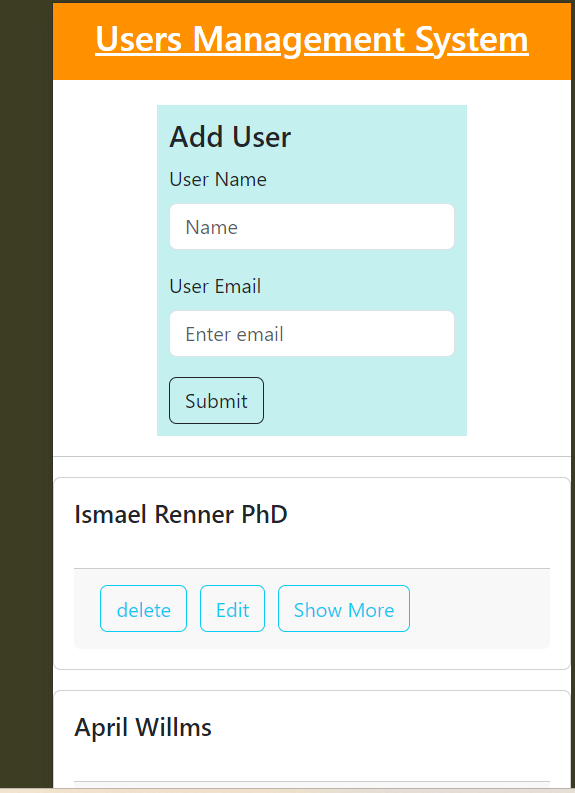 Users Management System
Add User
User Name
Name
User Email
Enter email
Submit
Ismael Renner PhD
delete Edit Show More
April Willms